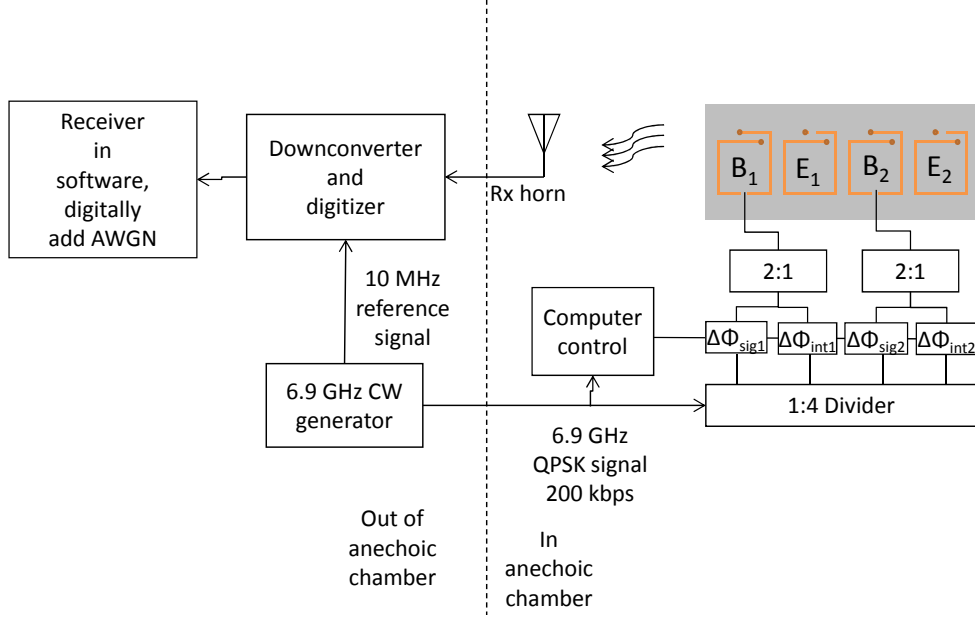 Receiver
in
software,
digitally
add AWGN
Downconverter
and
digitizer
Rx horn
B₁
E₁
B₂
E₂
10 MHz
reference
signal
2:1
2:1
Computer
control
ΔΦsig1
ΔΦint1
ΔΦsig2
ΔΦint2
6.9 GHz CW
generator
1:4 Divider
6.9 GHz
QPSK signal
200 kbps
Out of
anechoic
chamber
In
anechoic
chamber